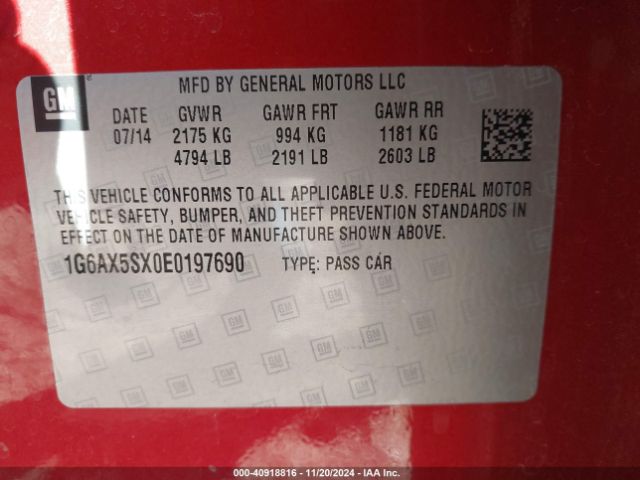 GM
MFD BY GENERAL MOTORS LLC
DATE GVWR GAWR FRT GAWR RR
07/14 2175 KG 994 KG 1181 KG
4794 LB 2191 LB 2603 LB
THIS VEHICLE CONFORMS TO ALL APPLICABLE U.S. FEDERAL MOTOR
VEHICLE SAFETY, BUMPER, AND THEFT PREVENTION STANDARDS IN
EFFECT ON THE DATE OF MANUFACTURE SHOWN ABOVE.
1G6AX5SX0E0197690 TYPE: PASS CAR
000-40918816 - 11/20/2024 - IAA Inc.